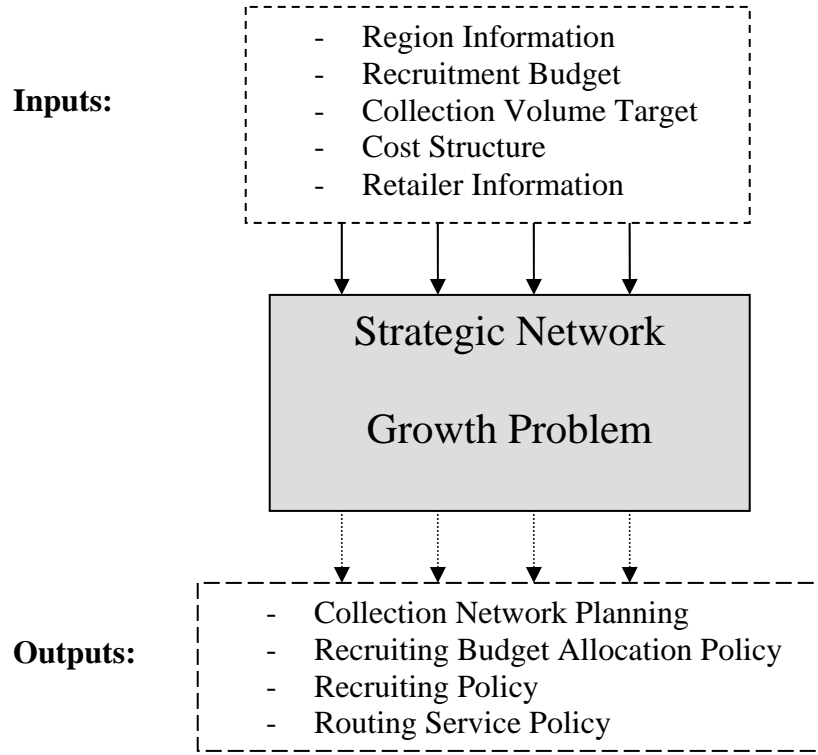 - Region Information
- Recruitment Budget
Inputs:
- Collection Volume Target
- Cost Structure
- Retailer Information
Strategic Network
Growth Problem
- Collection Network Planning
Outputs:
- Recruiting Budget Allocation Policy
- Recruiting Policy
- Routing Service Policy